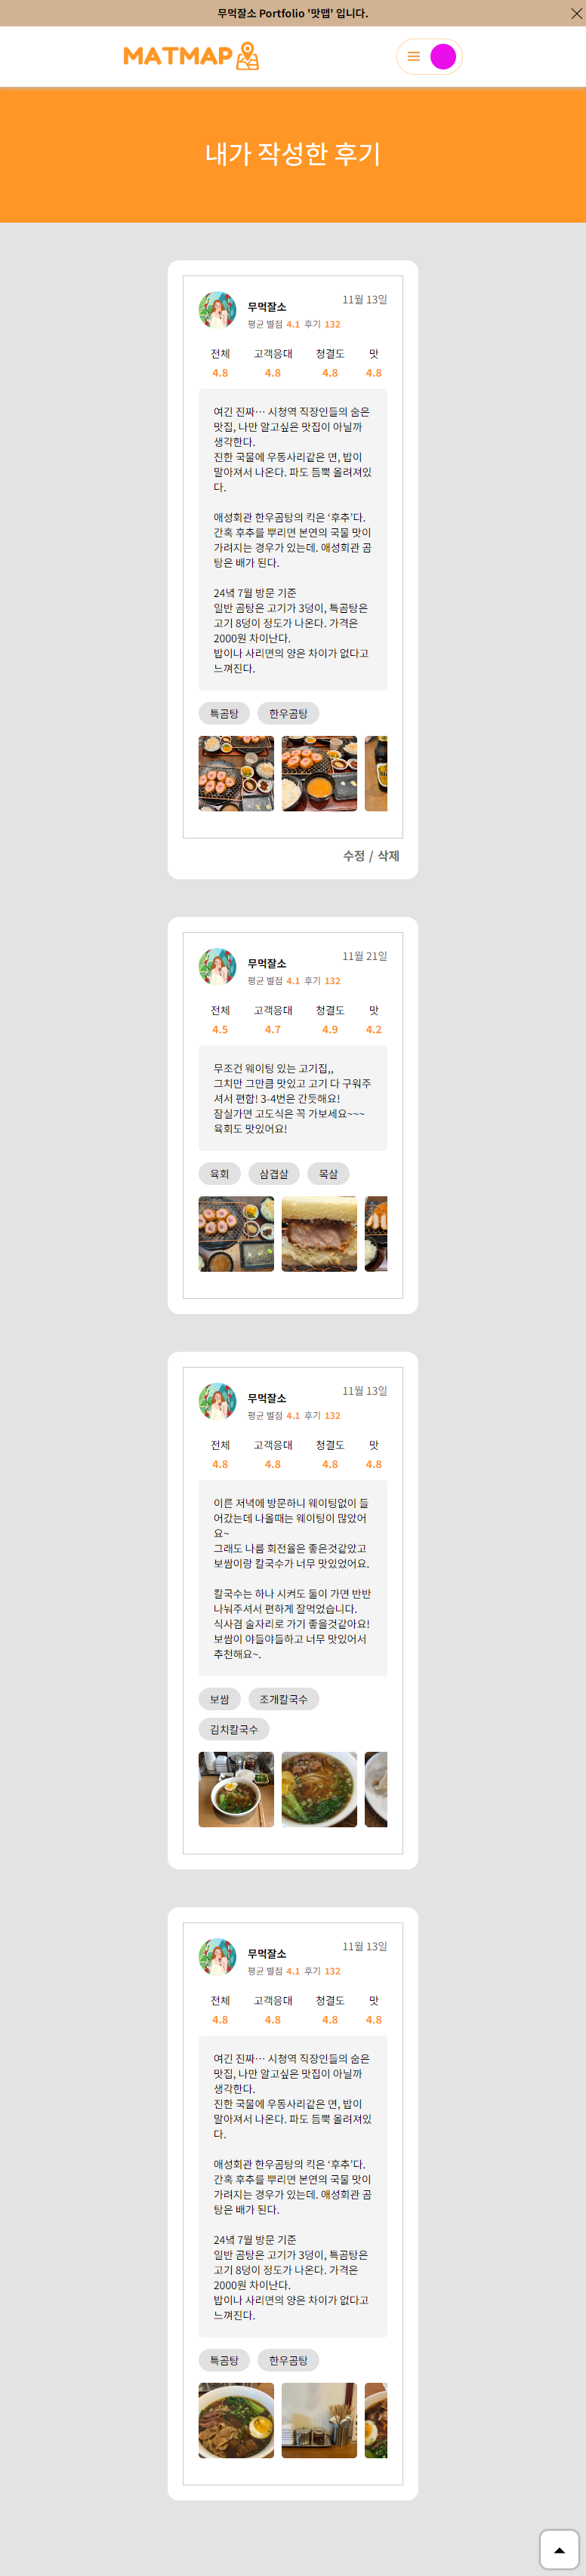 무먹잘소 Portfolio '맛맵' 입니다.
MATMAP
내가 작성한 후기
무먹잘소
11월 13일
평균 별점 4.1 후기 132
전체 고객응대 청결도 맛
4.8 4.8 4.8 4.8
여긴 진짜… 시청역 직장인들의 숨은
맛집, 나만 알고싶은 맛집이 아닐까
생각한다.
진한 국물에 우동사리같은 면, 밥이
말아져서 나온다. 파도 듬뿍 올려져있
다.
애성회관 한우곰탕의 킥은 ‘후추’다.
간혹 후추를 뿌리면 본연의 국물 맛이
가려지는 경우가 있는데. 애성회관 곰
탕은 배가 된다.
24녘 7월 방문 기준
일반 곰탕은 고기가 3덩이, 특곰탕은
고기 8덩이 정도가 나온다. 가격은
2000원 차이난다.
밥이나 사리면의 양은 차이가 없다고
느껴진다.
특곰탕 한우곰탕
수정 / 삭제
무먹잘소
11월 21일
평균 별점 4.1 후기 132
전체 고객응대 청결도 맛
4.5 4.7 4.9 4.2
무조건 웨이팅 있는 고기집,,
그치만 그만큼 맛있고 고기 다 구워주
셔서 편함! 3-4번은 간듯해요!
잠실가면 고도식은 꼭 가보세요~~~
육회도 맛있어요!
육회 삼겹살 목살
무먹잘소
11월 13일
평균 별점 4.1 후기 132
전체 고객응대 청결도 맛
4.8 4.8 4.8 4.8
이른 저녁에 방문하니 웨이팅없이 들
어갔는데 나올때는 웨이팅이 많았어
요~
그래도 나름 회전율은 좋은것같았고
보쌈이랑 칼국수가 너무 맛있었어요.
칼국수는 하나 시켜도 둘이 가면 반반
나눠주셔서 편하게 잘먹었습니다.
식사겸 술자리로 가기 좋을것같아요!
보쌈이 야들야들하고 너무 맛있어서
추천해요~.
보쌈 조개칼국수
김치칼국수
무먹잘소
11월 13일
평균 별점 4.1 후기 132
전체 고객응대 청결도 맛
4.8 4.8 4.8 4.8
여긴 진짜… 시청역 직장인들의 숨은
맛집, 나만 알고싶은 맛집이 아닐까
생각한다.
진한 국물에 우동사리같은 면, 밥이
말아져서 나온다. 파도 듬뿍 올려져있
다.
애성회관 한우곰탕의 킥은 ‘후추’다.
간혹 후추를 뿌리면 본연의 국물 맛이
가려지는 경우가 있는데. 애성회관 곰
탕은 배가 된다.
24녘 7월 방문 기준
일반 곰탕은 고기가 3덩이, 특곰탕은
고기 8덩이 정도가 나온다. 가격은
2000원 차이난다.
밥이나 사리면의 양은 차이가 없다고
느껴진다.
특곰탕 한우곰탕